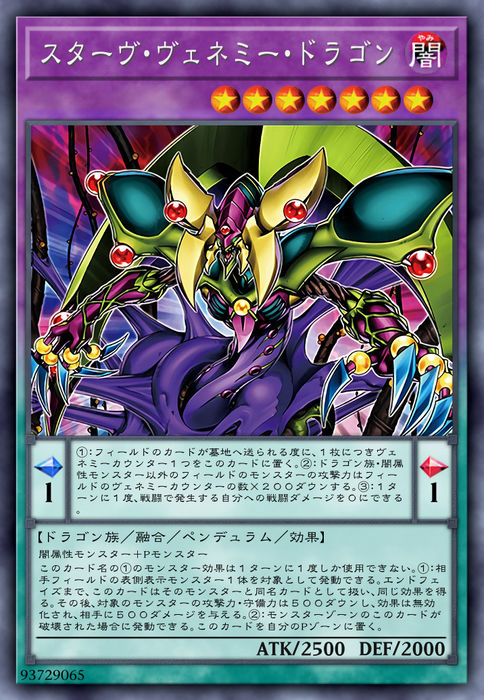 スターヴ・ヴェネミー・ドラゴン
やみ
闇
①：フィールドのカードが墓地へ送られる度に、1枚につきヴェ
ネミーカウンター1つをこのカードに置く。②：ドラゴン族・闇属
性モンスター以外のフィールドのモンスターの攻撃力はフィー
ルドのヴェネミーカウンターの数×200ダウンする。③：1タ
ーンに1度、戦闘で発生する自分への戦闘ダメージを0にでき
る。
1
1
【ドラゴン族／融合／ペンデュラム／効果】
闇属性モンスター＋Pモンスター
このカード名の①のモンスター効果は1ターンに1度しか使用できない。①：相
手フィールドの表側表示モンスター1体を対象として発動できる。エンドフェイ
ズまで、このカードはそのモンスターと同名カードとして扱い、同じ効果を得
る。その後、対象のモンスターの攻撃力・守備力は500ダウンし、効果は無効
化され、相手に500ダメージを与える。②：モンスターゾーンのこのカードが
破壊された場合に発動できる。このカードを自分のPゾーンに置く。
ATK/2500 DEF/2000
93729065